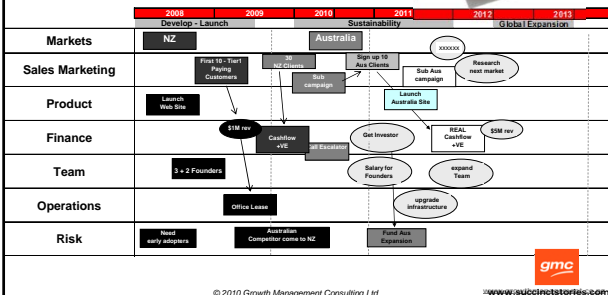 2008 2009 2010 2011 2012 2013
Develop - Launch Sustainability Global Expansion
Markets
NZ
Australia
xxxxxx
Sales Marketing
First 10 - Tier1
Paying
Customers
30
NZ Clients
Sub
campaign
Sign up 10
Aus Clients
Sub Aus
campaign
Research
next market
Product
Launch
Web Site
Launch
Australia Site
Finance
$1M rev
Cashflow
+VE
Escalator
Get Investor
REAL
Cashflow
+VE
$5M rev
Team
3 + 2 Founders
Salary for
Founders
expand
Team
Operations
Office Lease
upgrade
infrastructure
Risk
Need
early adopters
Australian
Competitor come to NZ
Fund Aus
Expansion
gmc
© 2010 Growth Management Consulting Ltd
www.succinctstories.com